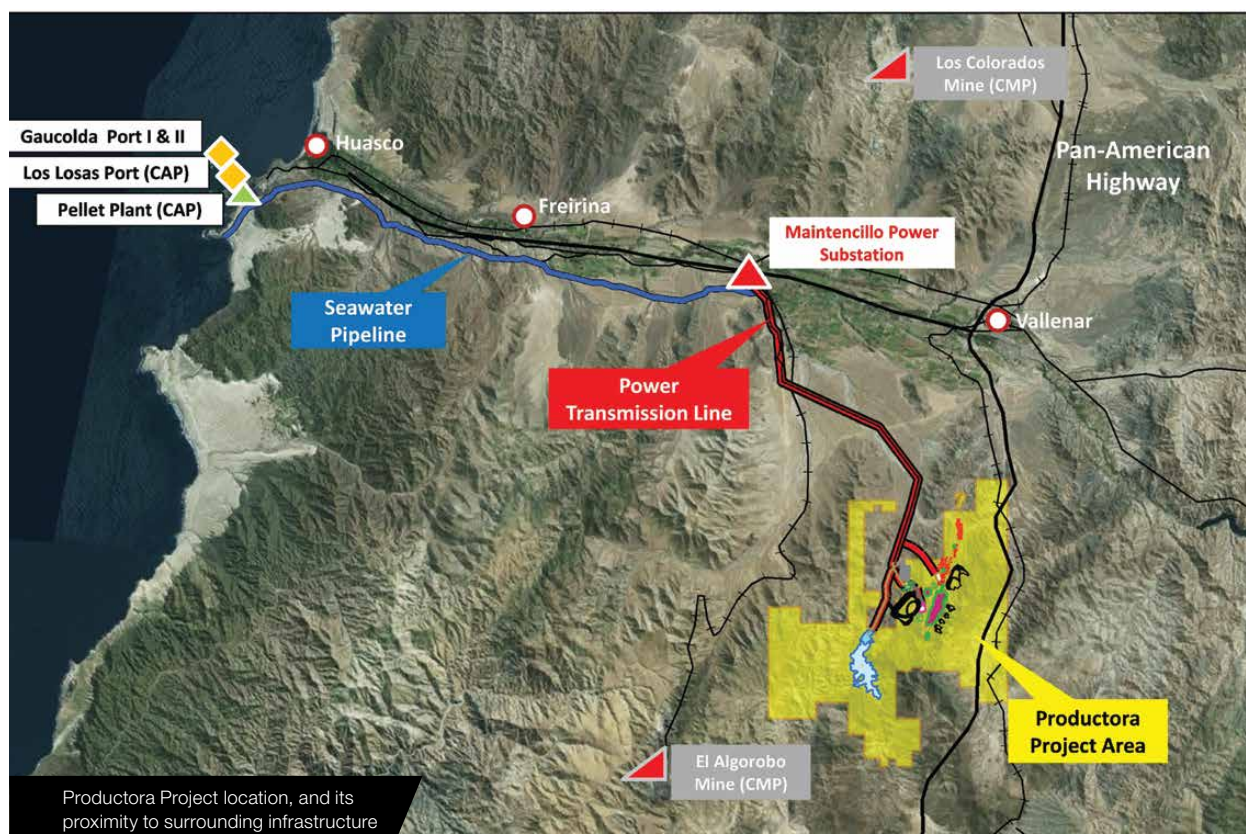 Los Colorados
Mine (CMP)
Gaucolda Port I & II
Huasco
Los Losas Port (CAP)
Pan-American
Highway
Pellet Plant (CAP)
Freirina
Maintencillo Power
Substation
Seawater
Pipeline
Vallenar
Power
Transmission Line
Productora
Project Area
El Algorobo
Mine (CMP)
Productora Project location, and its
proximity to surrounding infrastructure